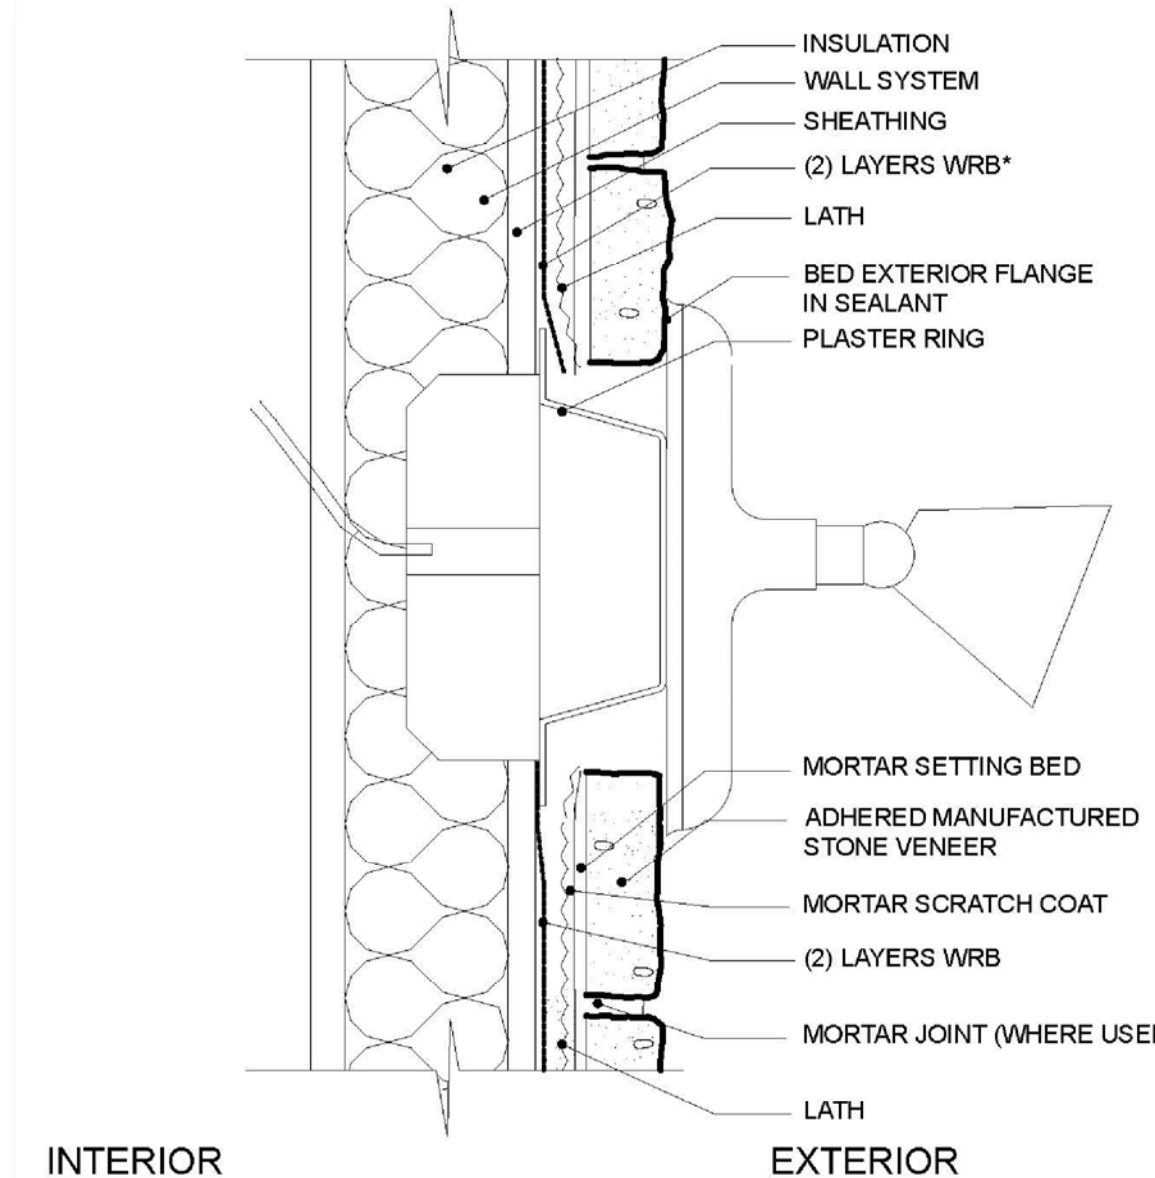 INSULATION
WALL SYSTEM
SHEATHING
(2) LAYERS WRB*
LATH
BED EXTERIOR FLANGE
IN SEALANT
PLASTER RING
MORTAR SETTING BED
ADHERED MANUFACTURED
STONE VENEER
MORTAR SCRATCH COAT
(2) LAYERS WRB
MORTAR JOINT (WHERE USE
LATH
INTERIOR
EXTERIOR